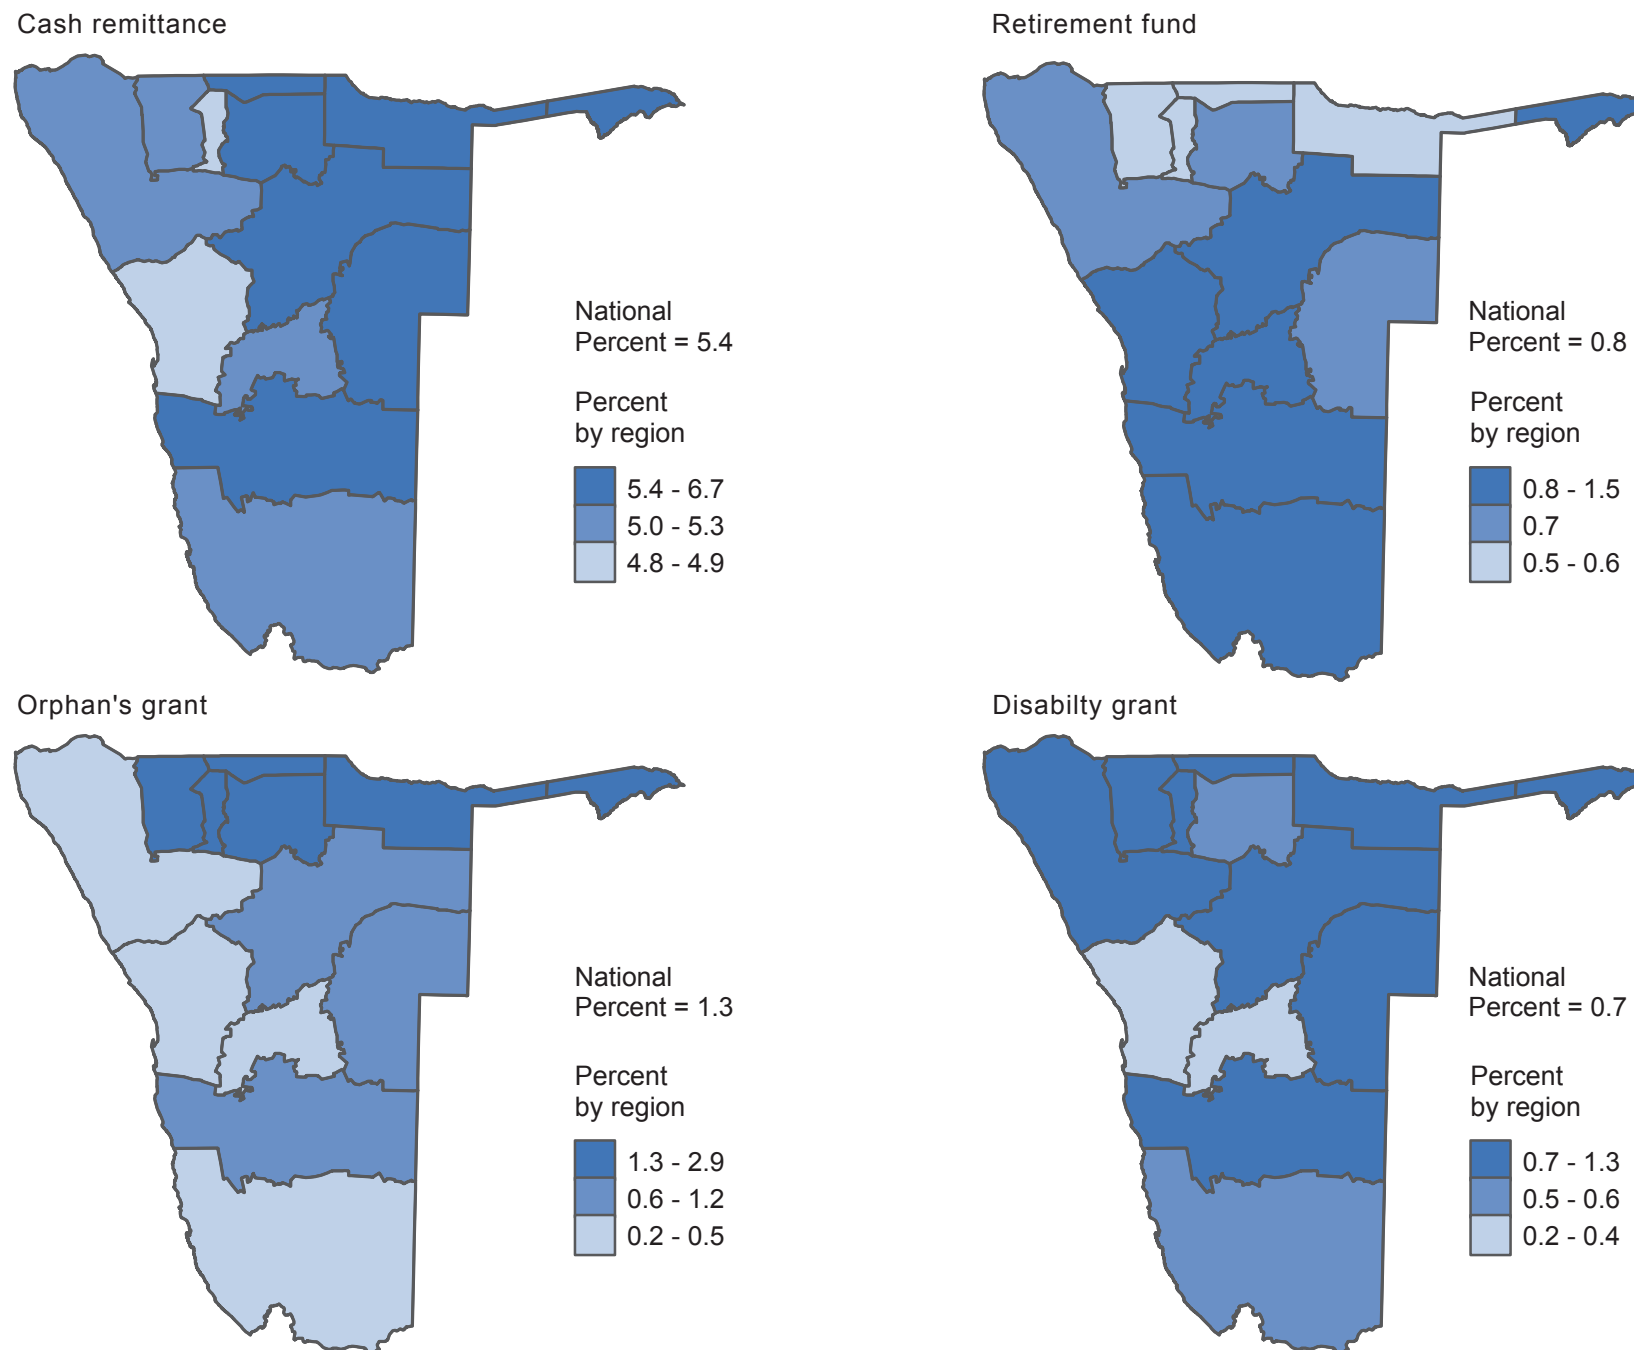 Cash remittance
National
Percent = 5.4
Percent
by region
5.4 - 6.7
5.0 - 5.3
4.8 - 4.9
Retirement fund
National
Percent = 0.8
Percent
by region
0.8 - 1.5
0.7
0.5 - 0.6
Orphan's grant
National
Percent = 1.3
Percent
by region
1.3 - 2.9
0.6 - 1.2
0.2 - 0.5
Disabilty grant
National
Percent = 0.7
Percent
by region
0.7 - 1.3
0.5 - 0.6
0.2 - 0.4